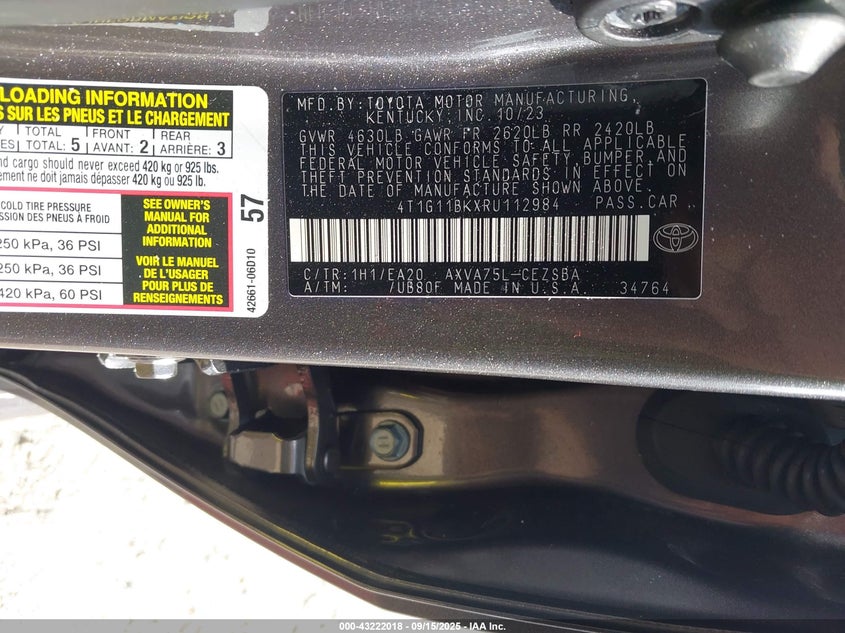 LOADING INFORMATION
S SUR LES PNEUS ET LE CHARGEMENT
Y TOTAL FRONT REAR
ES TOTAL: 5 AVANT: 2 ARRIÈRE: 3
nd cargo should never exceed 420 kg or 925 lbs.
ement ne doit jamais dépasser 420 kg ou 925 lb.
COLD TIRE PRESSURE
SSION DES PNEUS À FROID
250 kPa, 36 PSI
250 kPa, 36 PSI
420 kPa, 60 PSI
SEE OWNER'S
MANUAL FOR
ADDITIONAL
INFORMATION
VOIR LE MANUEL
DE L'USAGER
POUR PLUS DE
RENSEIGNEMENTS
57
42661-06D10
MFD.BY:TOYOTA MOTOR MANUFACTURING,
KENTUCKY, INC. 10/23
GVWR 4630LB GAWR FR 2620LB RR 2420LB
THIS VEHICLE CONFORMS TO ALL APPLICABLE
FEDERAL MOTOR VEHICLE SAFETY, BUMPER, AND
THEFT PREVENTION STANDARDS IN EFFECT ON
THE DATE OF MANUFACTURE SHOWN ABOVE.
4T1G11BKXRU112984 PASS.CAR
C/TR:1H1/EA20 AXVA75L-CEZSBA
A/TM: /UB80F MADE IN U.S.A. 34764
000-43222018 - 09/15/2025 - IAA Inc.